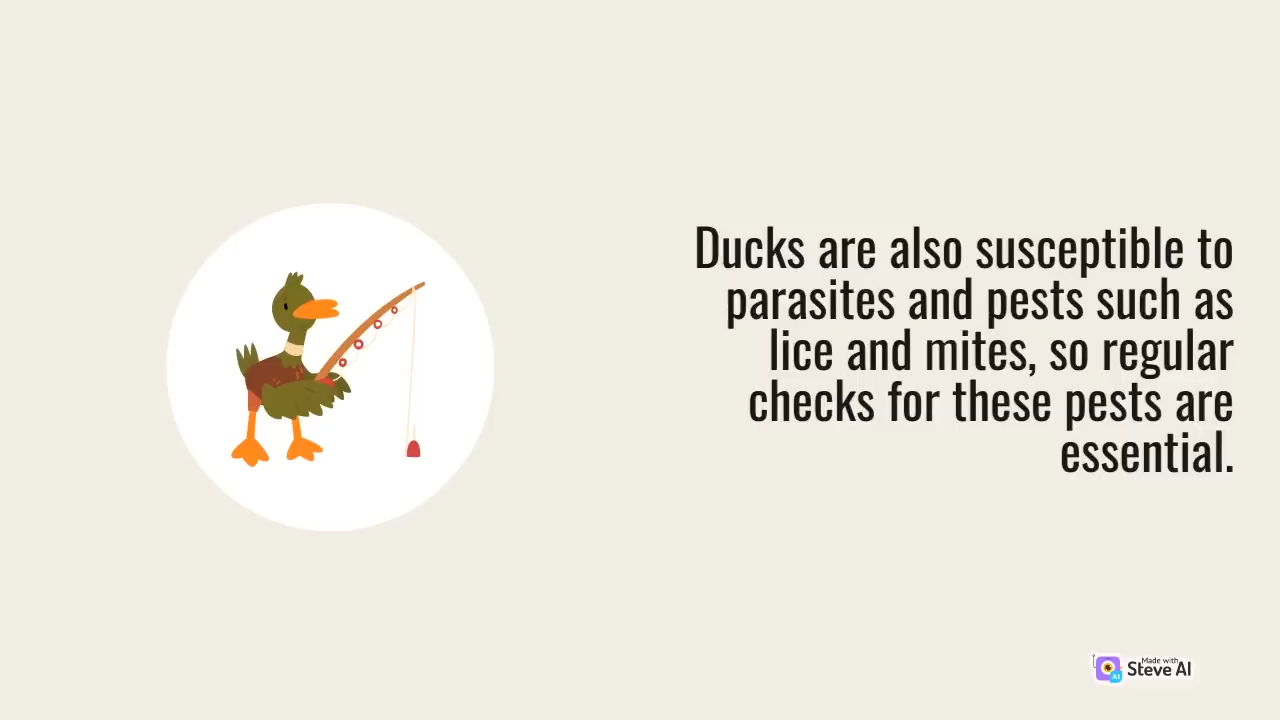 Ducks are also susceptible to
parasites and pests such as
lice and mites, so regular
checks for these pests are
essential.
Made with
Steve AI
AI